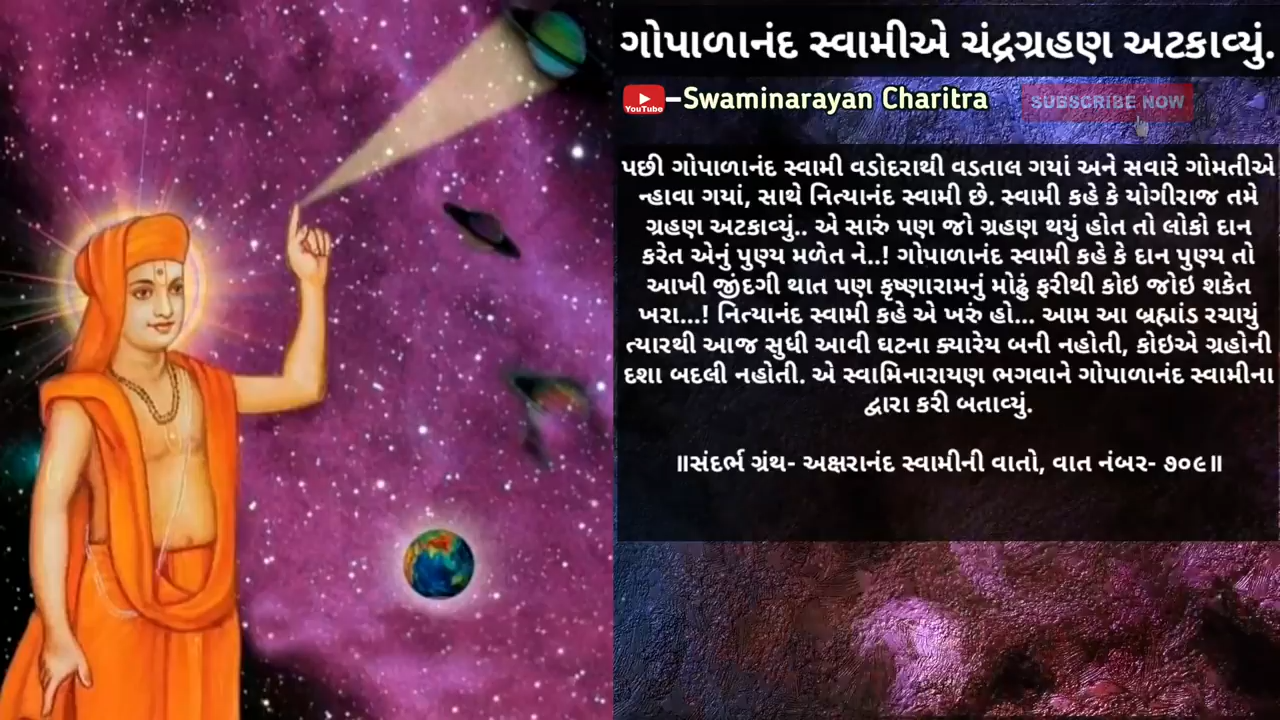 ગોપાળાનંદ સ્વામીએ ચંદ્રગ્રહણ અટકાવ્યું.
YouTube
–Swaminarayan Charitra
SUBSCRIBE NOW
પછી ગોપાળાનંદ સ્વામી વડોદરાથી વડતાલ ગયાં અને સવારે ગોમતીએ
ન્હાવા ગયાં, સાથે નિત્યાનંદ સ્વામી છે. સ્વામી કહે કે યોગીરાજ તમે
ગ્રહણ અટકાવ્યું.. એ સારું પણ જો ગ્રહણ થયું હોત તો લોકો દાન
કરેત એનું પુણ્ય મળેત ને..! ગોપાળાનંદ સ્વામી કહે કે દાન પુણ્ય તો
આખી જીંદગી થાત પણ કૃષ્ણારામનું મોઢું ફરીથી કોઇ જોઇ શકેત
ખરા...! નિત્યાનંદ સ્વામી કહે એ ખરું હો... આમ આ બ્રહ્માંડ રચાયું
ત્યારથી આજ સુધી આવી ઘટના ક્યારેય બની નહોતી, કોઇએ ગ્રહોની
દશા બદલી નહોતી. એ સ્વામિનારાયણ ભગવાને ગોપાળાનંદ સ્વામીના
દ્વારા કરી બતાવ્યું.
॥સંદર્ભ ગ્રંથ- અક્ષરાનંદ સ્વામીની વાતો, વાત નંબર- ૭૦૯॥